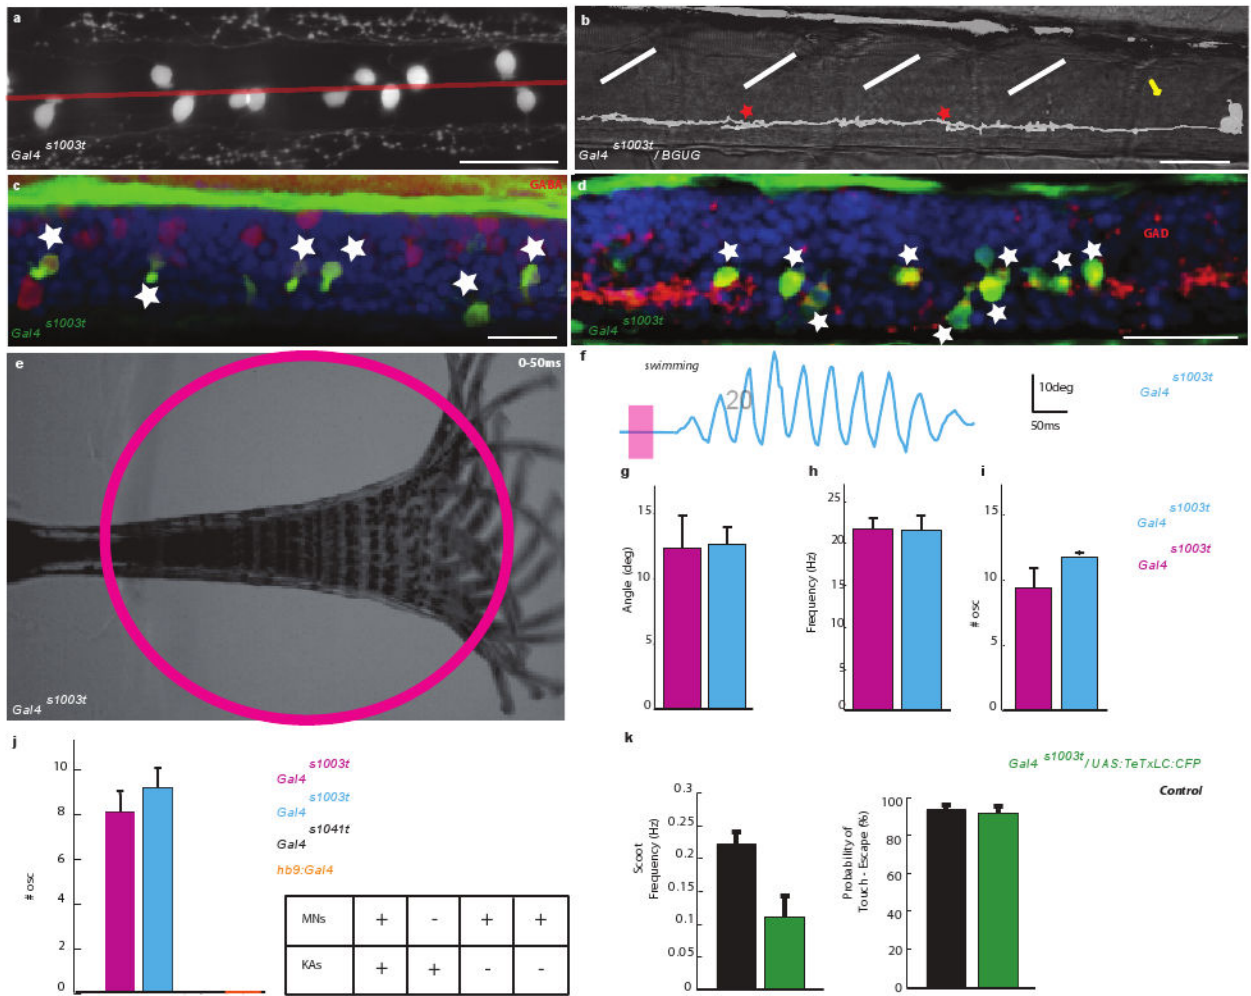 a
s1003t
Gal4
b
s1003t
Gal4 / BGUG
c
GABA
s1003t
Gal4
d
GAD
s1003t
Gal4
e
0-50ms
s1003t
Gal4
f
swimming
20
10deg
50ms
s1003t
Gal4
g
15
10
5
0
Angle (deg)
h
25
20
15
10
5
0
Frequency (Hz)
i
15
10
5
0
# osc
s1003t
Gal4
s1003t
Gal4
j
10
8
6
4
2
0
# osc
s1003t
Gal4
s1003t
Gal4
s1041t
Gal4
hb9:Gal4
MNs + - + +
KAs + + - -
k
s1003t
Gal4 / UAS:TeTxLC:CFP
Control
0.3
0.25
0.2
0.15
0.1
0.05
0
Scoot
Frequency (Hz)
100
80
60
40
20
0
Probability of
Touch - Escape (%)